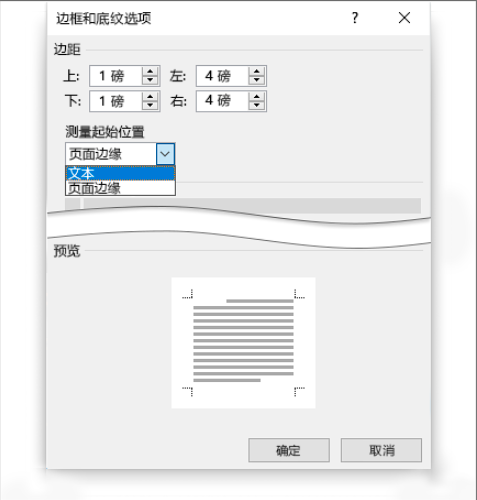 边框和底纹选项 ?
边距
上: 1 磅 左: 4 磅
下: 1 磅 右: 4 磅
测量起始位置
页面边缘
文本
页面边缘
预览
确定 取消